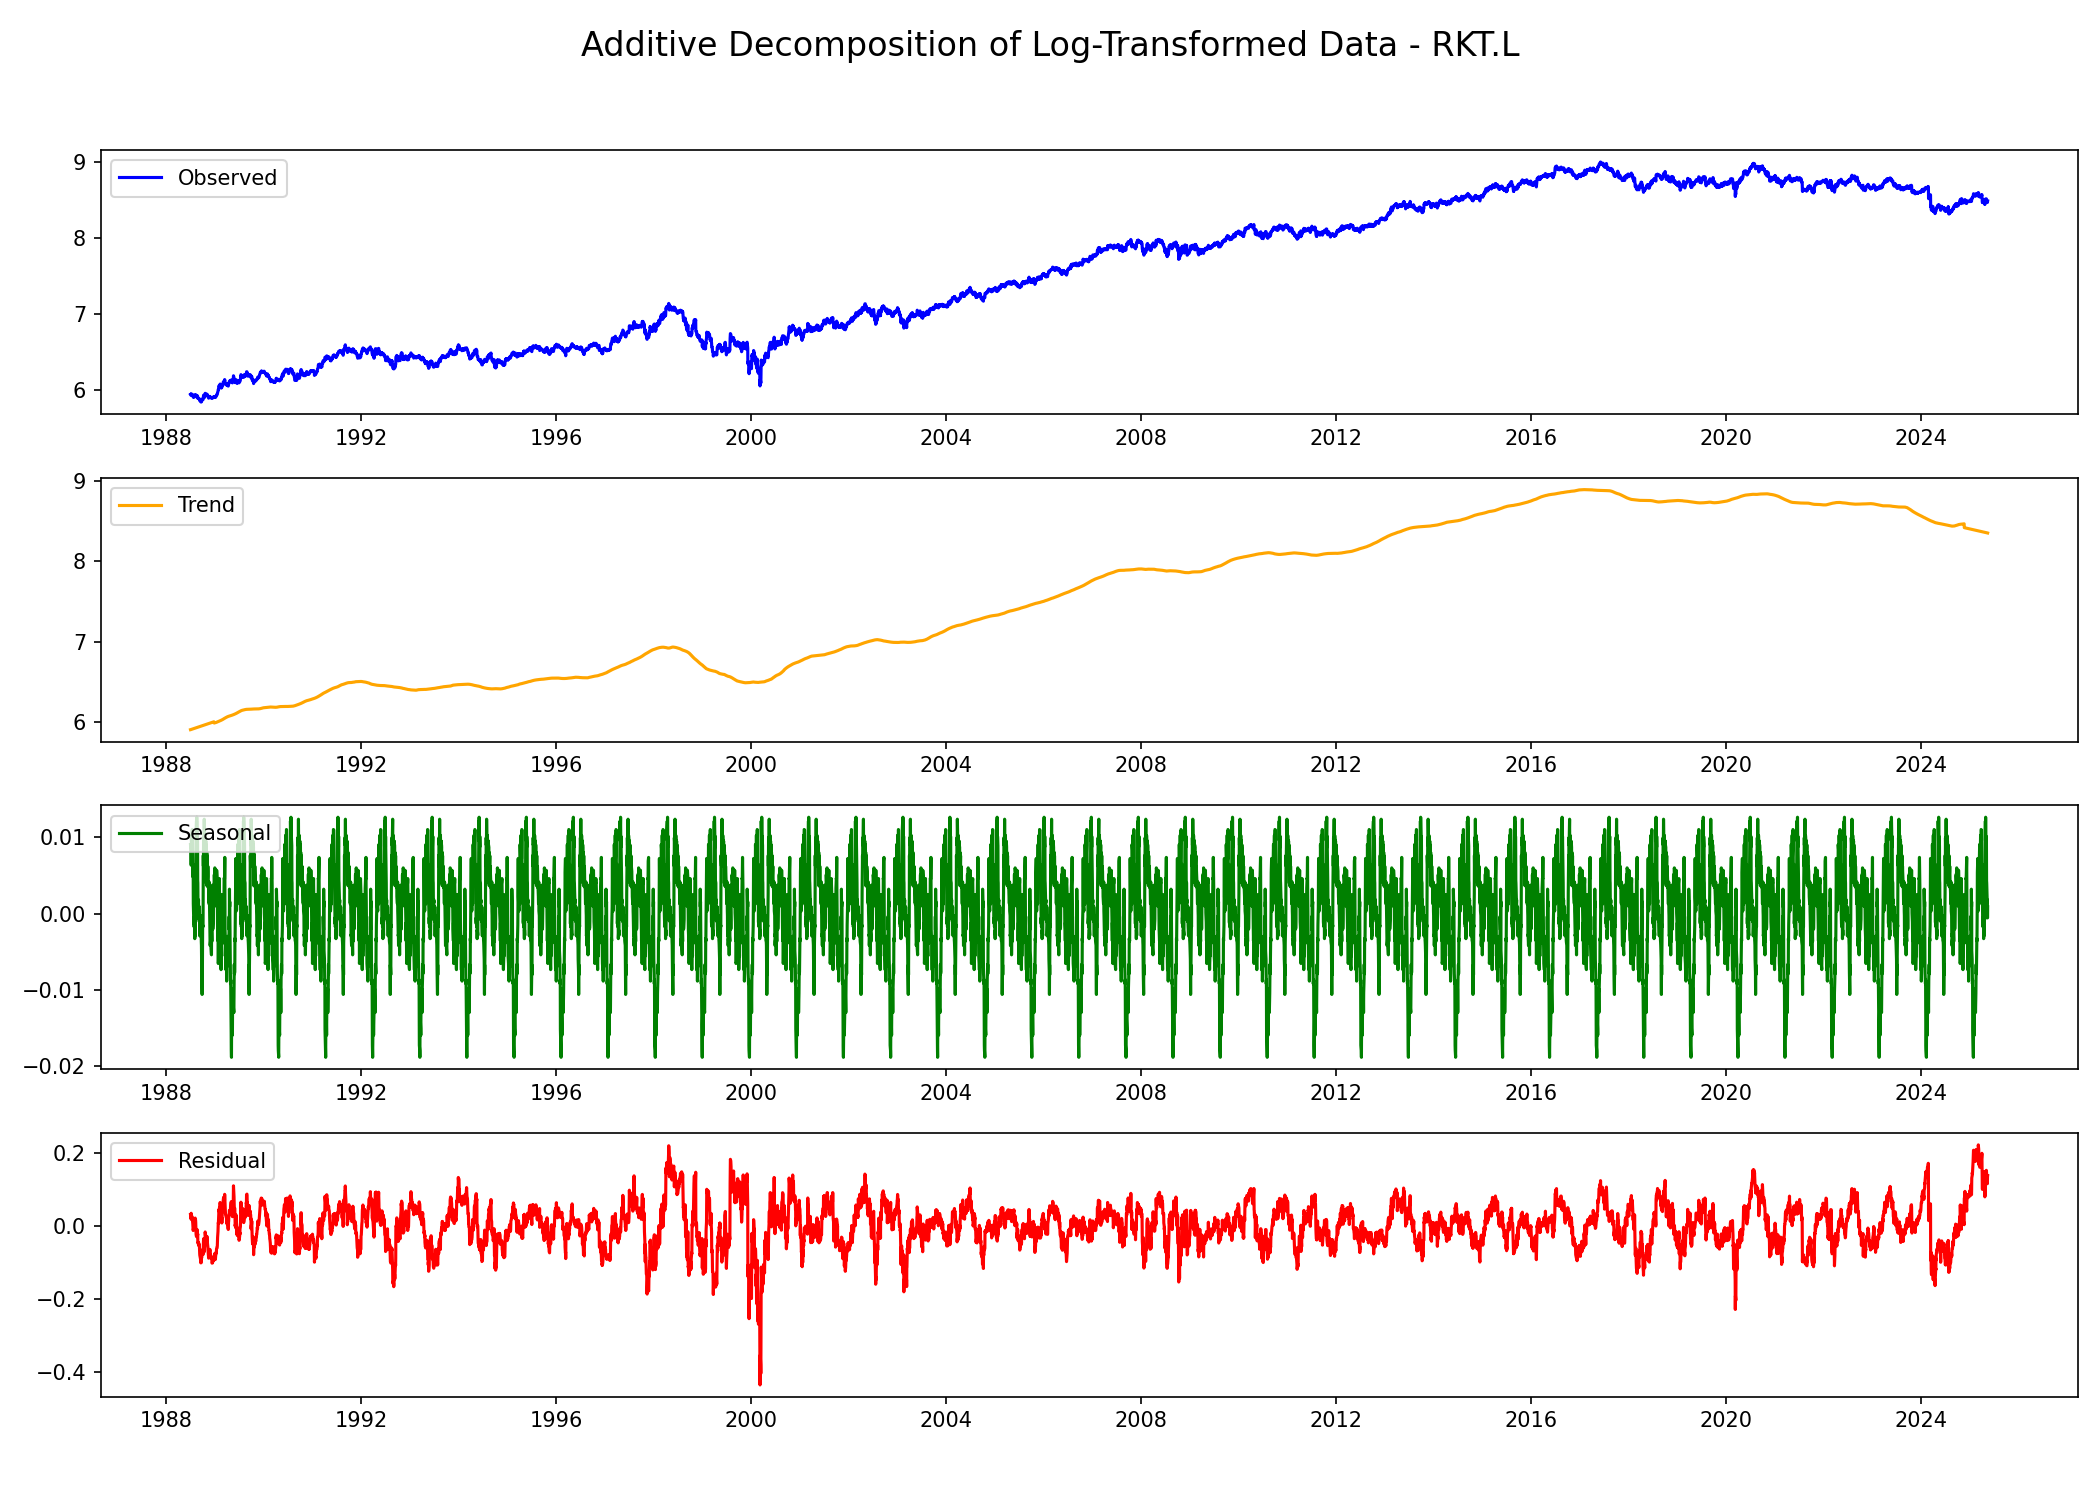 Additive Decomposition of Log-Transformed Data - RKT.L
Observed
9
8
7
6
1988 1992 1996 2000 2004 2008 2012 2016 2020 2024
Trend
9
8
7
6
1988 1992 1996 2000 2004 2008 2012 2016 2020 2024
Seasonal
0.01
0.00
−0.01
−0.02
1988 1992 1996 2000 2004 2008 2012 2016 2020 2024
Residual
0.2
0.0
−0.2
−0.4
1988 1992 1996 2000 2004 2008 2012 2016 2020 2024